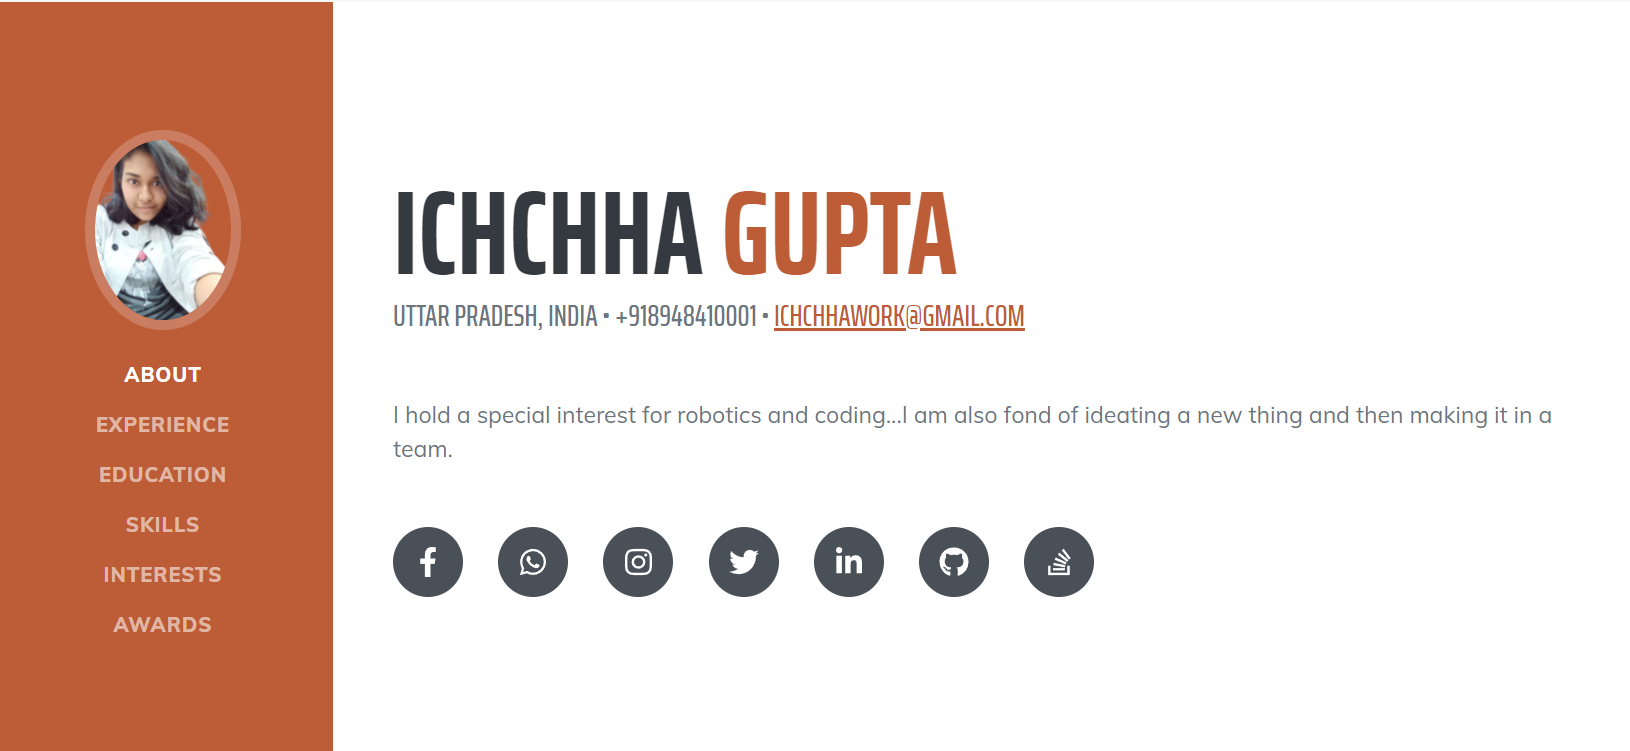 ABOUT
EXPERIENCE
EDUCATION
SKILLS
INTERESTS
AWARDS
ICHCHHA GUPTA
UTTAR PRADESH, INDIA • +918948410001 • ICHCHHAWORK@GMAIL.COM
I hold a special interest for robotics and coding...I am also fond of ideating a new thing and then making it in a
team.